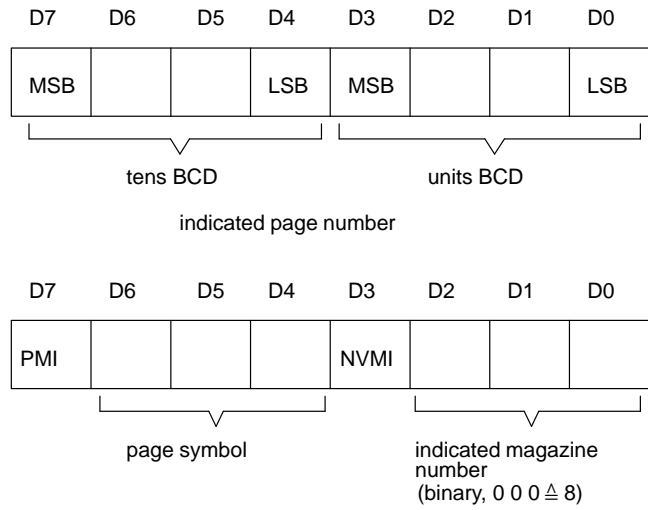 D7 D6 D5 D4 D3 D2 D1 D0
MSB LSB MSB LSB
tens BCD units BCD
indicated page number
D7 D6 D5 D4 D3 D2 D1 D0
PMI NVMI
page symbol indicated magazine
number
(binary, 0 0 0 ≙ 8)